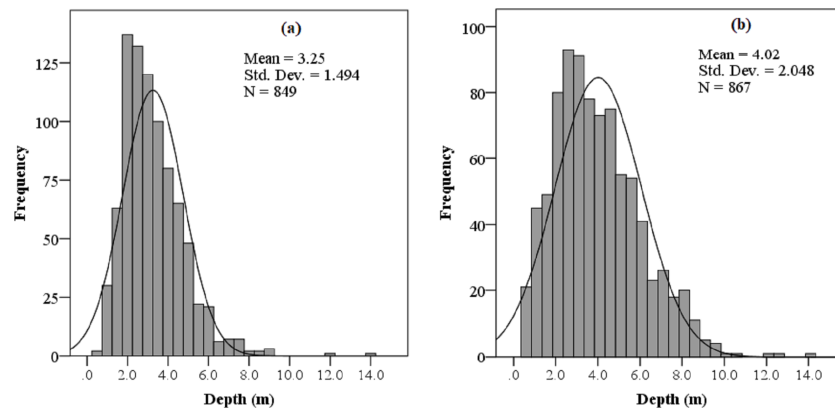 (a)
Mean = 3.25
Std. Dev. = 1.494
N = 849
125
100
75
50
25
0
Frequency
.0 2.0 4.0 6.0 8.0 10.0 12.0 14.0
Depth (m)
(b)
Mean = 4.02
Std. Dev. = 2.048
N = 867
100
80
60
40
20
0
Frequency
.0 2.0 4.0 6.0 8.0 10.0 12.0 14.0
Depth (m)